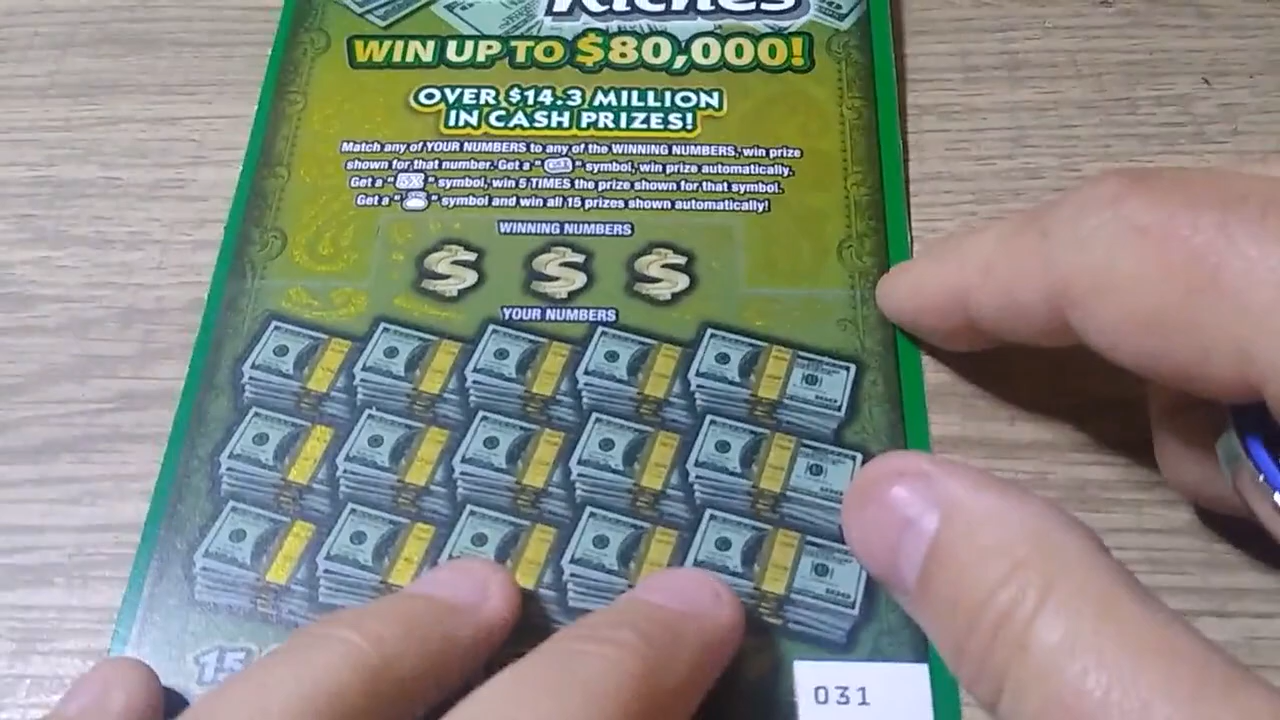 Riches
WIN UP TO $80,000!
OVER $14.3 MILLION
IN CASH PRIZES!
Match any of YOUR NUMBERS to any of the WINNING NUMBERS, win prize
shown for that number. Get a " " symbol, win prize automatically.
Get a "5X" symbol, win 5 TIMES the prize shown for that symbol.
Get a " " symbol and win all 15 prizes shown automatically!
WINNING NUMBERS
$ $ $
YOUR NUMBERS
15
031